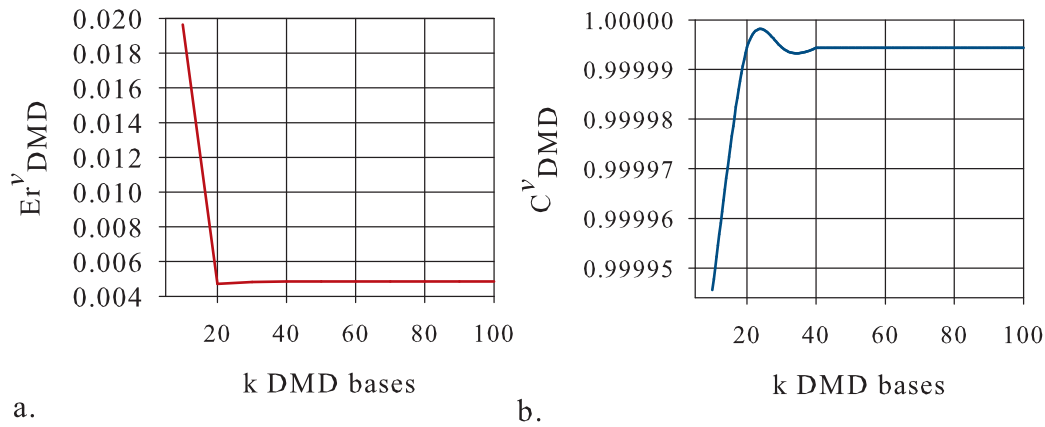 0.020
0.018
0.016
0.014
0.012
0.010
0.008
0.006
0.004
Er^ν DMD
20 40 60 80 100
k DMD bases
a.
1.00000
0.99999
0.99998
0.99997
0.99996
0.99995
C^ν DMD
20 40 60 80 100
k DMD bases
b.